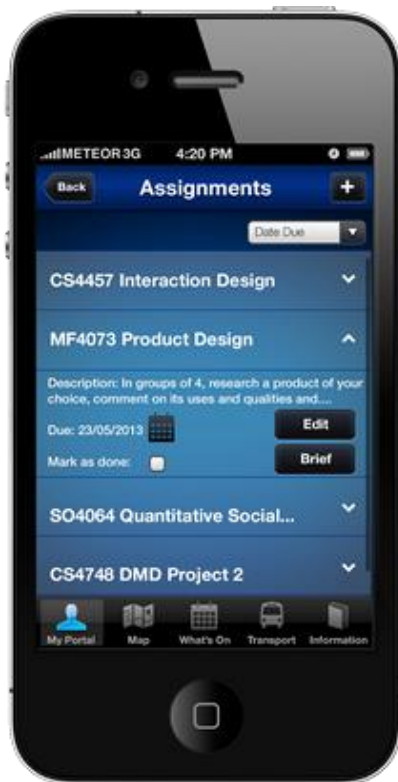 METEOR 3G 4:20 PM
Back Assignments +
Date Due
CS4457 Interaction Design
MF4073 Product Design
Description: In groups of 4, research a product of your
choice, comment on its uses and qualities and....
Due: 23/05/2013 Edit
Mark as done: Brief
SO4064 Quantitative Social...
CS4748 DMD Project 2
My Portal Map What's On Transport Information